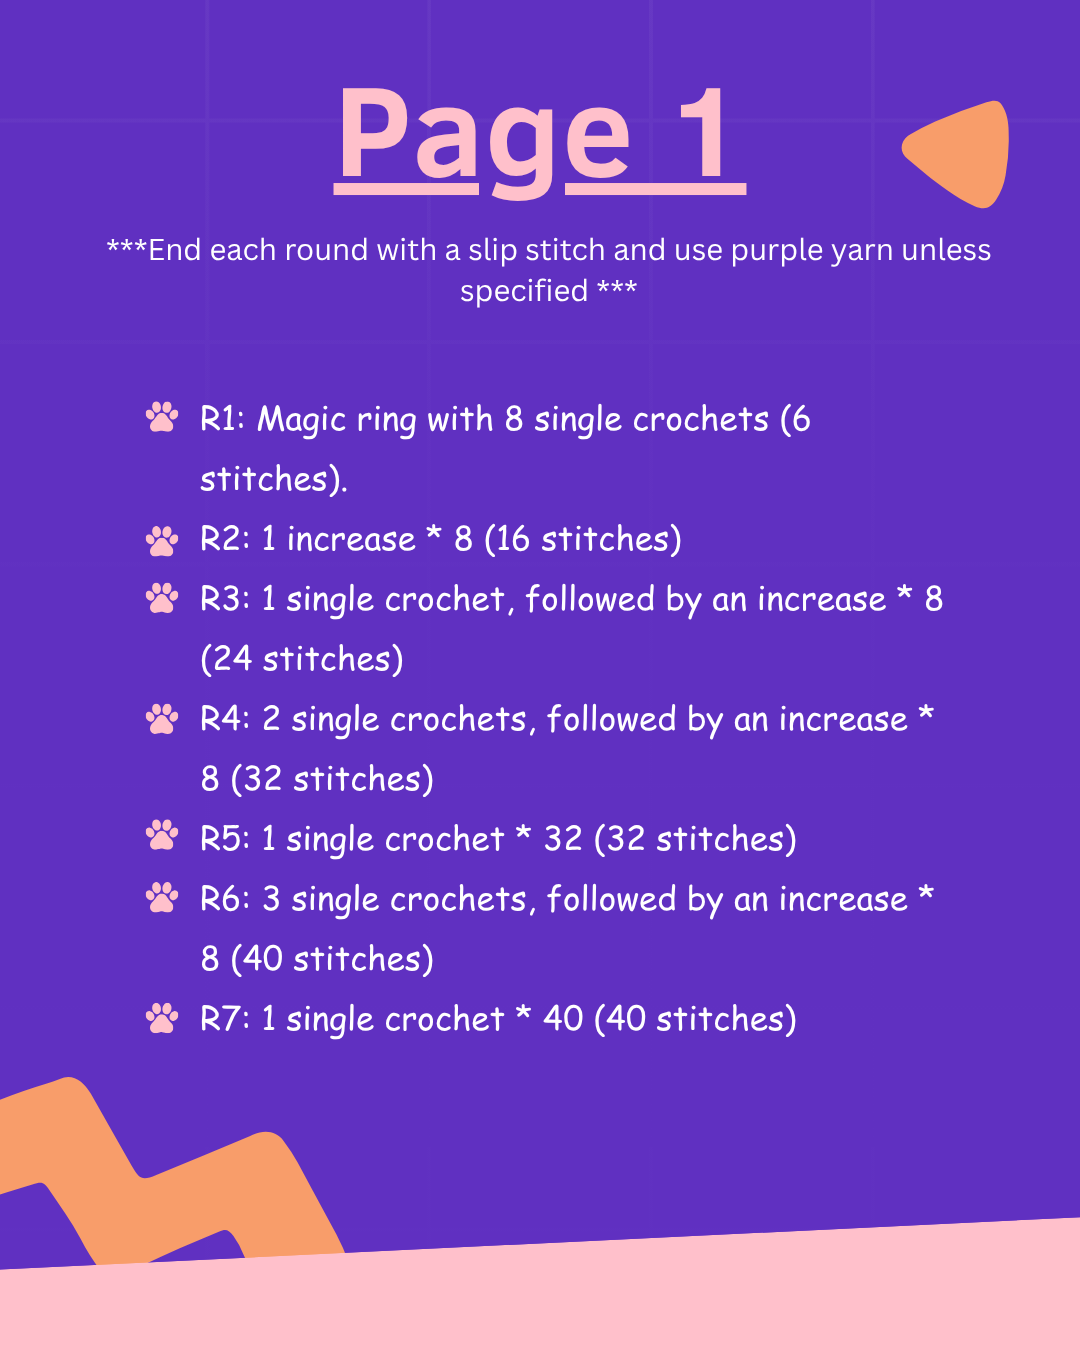 Page 1
***End each round with a slip stitch and use purple yarn unless
specified ***
R1: Magic ring with 8 single crochets (6
stitches).
R2: 1 increase * 8 (16 stitches)
R3: 1 single crochet, followed by an increase * 8
(24 stitches)
R4: 2 single crochets, followed by an increase *
8 (32 stitches)
R5: 1 single crochet * 32 (32 stitches)
R6: 3 single crochets, followed by an increase *
8 (40 stitches)
R7: 1 single crochet * 40 (40 stitches)